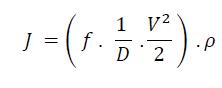 J = ( f . 1/D . V²/2 ) . ρ